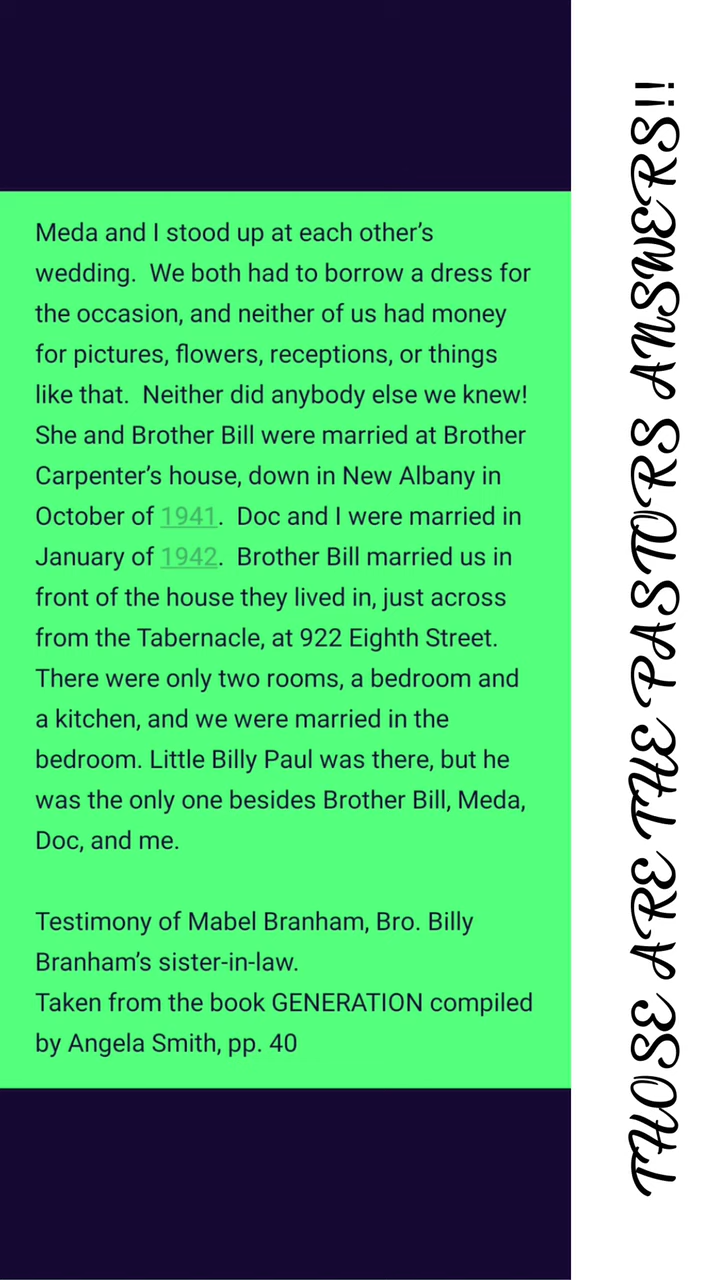 Meda and I stood up at each other’s
wedding.  We both had to borrow a dress for
the occasion, and neither of us had money
for pictures, flowers, receptions, or things
like that.  Neither did anybody else we knew!
She and Brother Bill were married at Brother
Carpenter’s house, down in New Albany in
October of 1941.  Doc and I were married in
January of 1942.  Brother Bill married us in
front of the house they lived in, just across
from the Tabernacle, at 922 Eighth Street.
There were only two rooms, a bedroom and
a kitchen, and we were married in the
bedroom. Little Billy Paul was there, but he
was the only one besides Brother Bill, Meda,
Doc, and me.
Testimony of Mabel Branham, Bro. Billy
Branham’s sister-in-law.
Taken from the book GENERATION compiled
by Angela Smith, pp. 40
THOSE ARE THE PASTORS ANSWERS!!